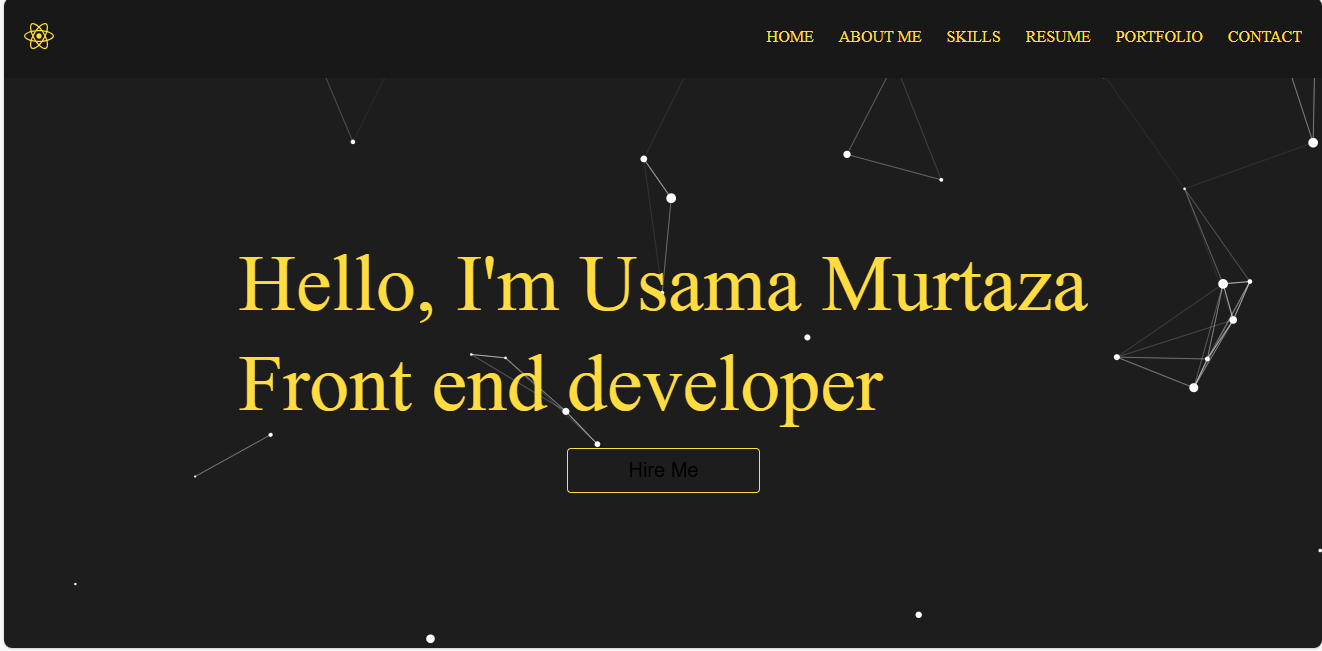 HOME ABOUT ME SKILLS RESUME PORTFOLIO CONTACT
Hello, I'm Usama Murtaza
Front end developer
Hire Me